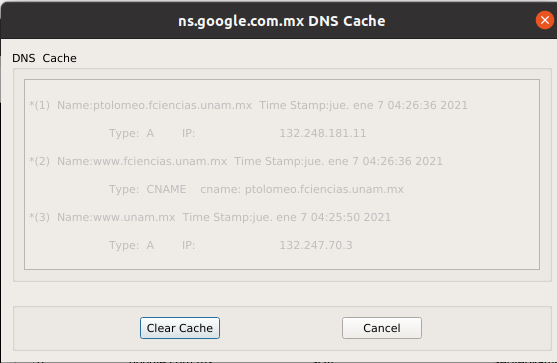 ns.google.com.mx DNS Cache
DNS Cache
*(1) Name:ptolomeo.fciencias.unam.mx Time Stamp:jue. ene 7 04:26:36 2021
Type: A IP: 132.248.181.11
*(2) Name:www.fciencias.unam.mx Time Stamp:jue. ene 7 04:26:36 2021
Type: CNAME cname: ptolomeo.fciencias.unam.mx
*(3) Name:www.unam.mx Time Stamp:jue. ene 7 04:25:50 2021
Type: A IP: 132.247.70.3
Clear Cache Cancel